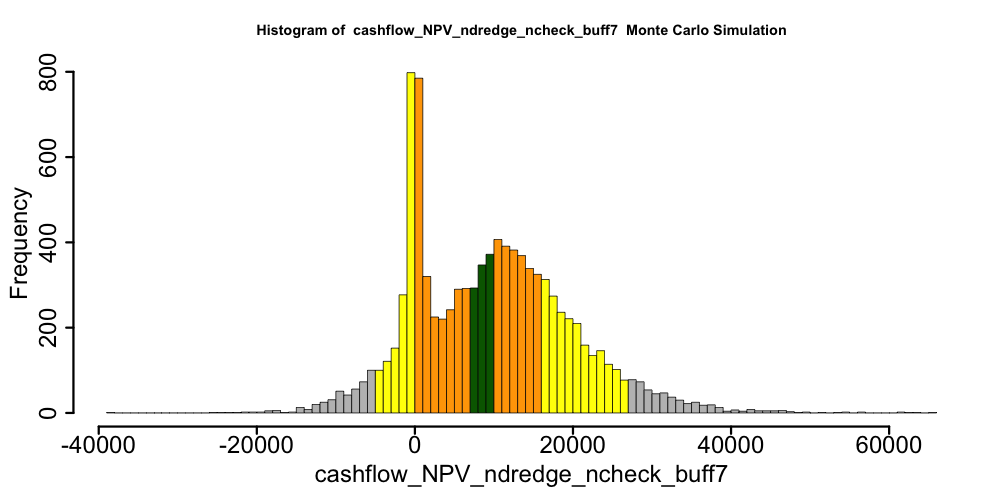 Histogram of  cashflow_NPV_ndredge_ncheck_buff7  Monte Carlo Simulation
800
600
400
200
0
Frequency
-40000 -20000 0 20000 40000 60000
cashflow_NPV_ndredge_ncheck_buff7